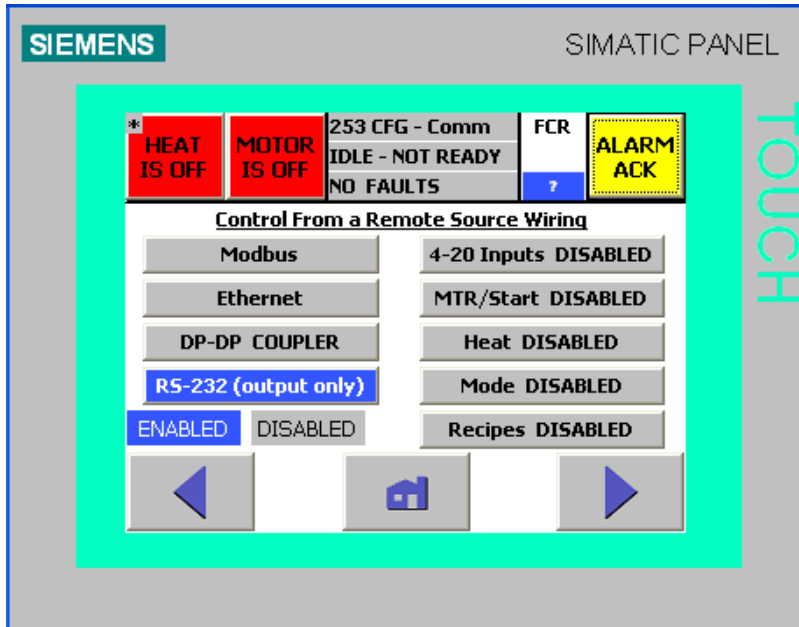 SIEMENS
SIMATIC PANEL
TOUCH
*
HEAT
IS OFF
MOTOR
IS OFF
253 CFG - Comm
IDLE - NOT READY
NO FAULTS
FCR
?
ALARM
ACK
Control From a Remote Source Wiring
Modbus
4-20 Inputs DISABLED
Ethernet
MTR/Start DISABLED
DP-DP COUPLER
Heat DISABLED
RS-232 (output only)
Mode DISABLED
ENABLED
DISABLED
Recipes DISABLED